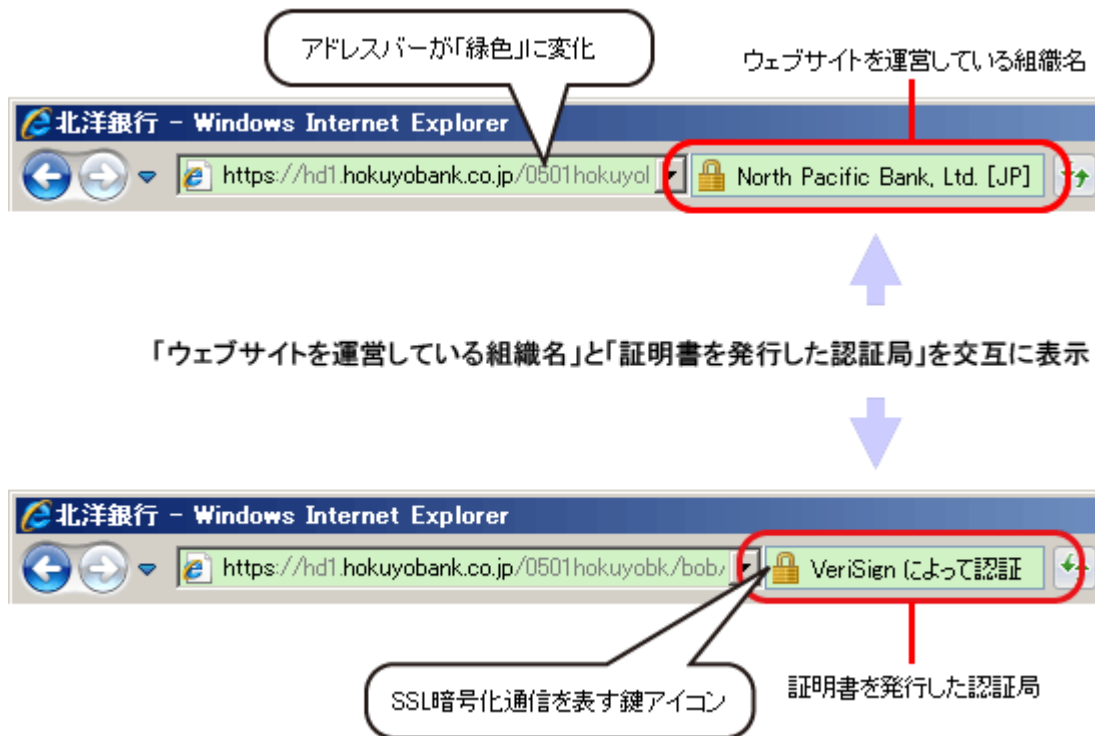 アドレスバーが「緑色」に変化
ウェブサイトを運営している組織名
北洋銀行 - Windows Internet Explorer
https://hd1.hokuyobank.co.jp/0501hokuyol
North Pacific Bank, Ltd. [JP]
「ウェブサイトを運営している組織名」と「証明書を発行した認証局」を交互に表示
北洋銀行 - Windows Internet Explorer
https://hd1.hokuyobank.co.jp/0501hokuyobk/bob/
VeriSign によって認証
SSL暗号化通信を表す鍵アイコン
証明書を発行した認証局